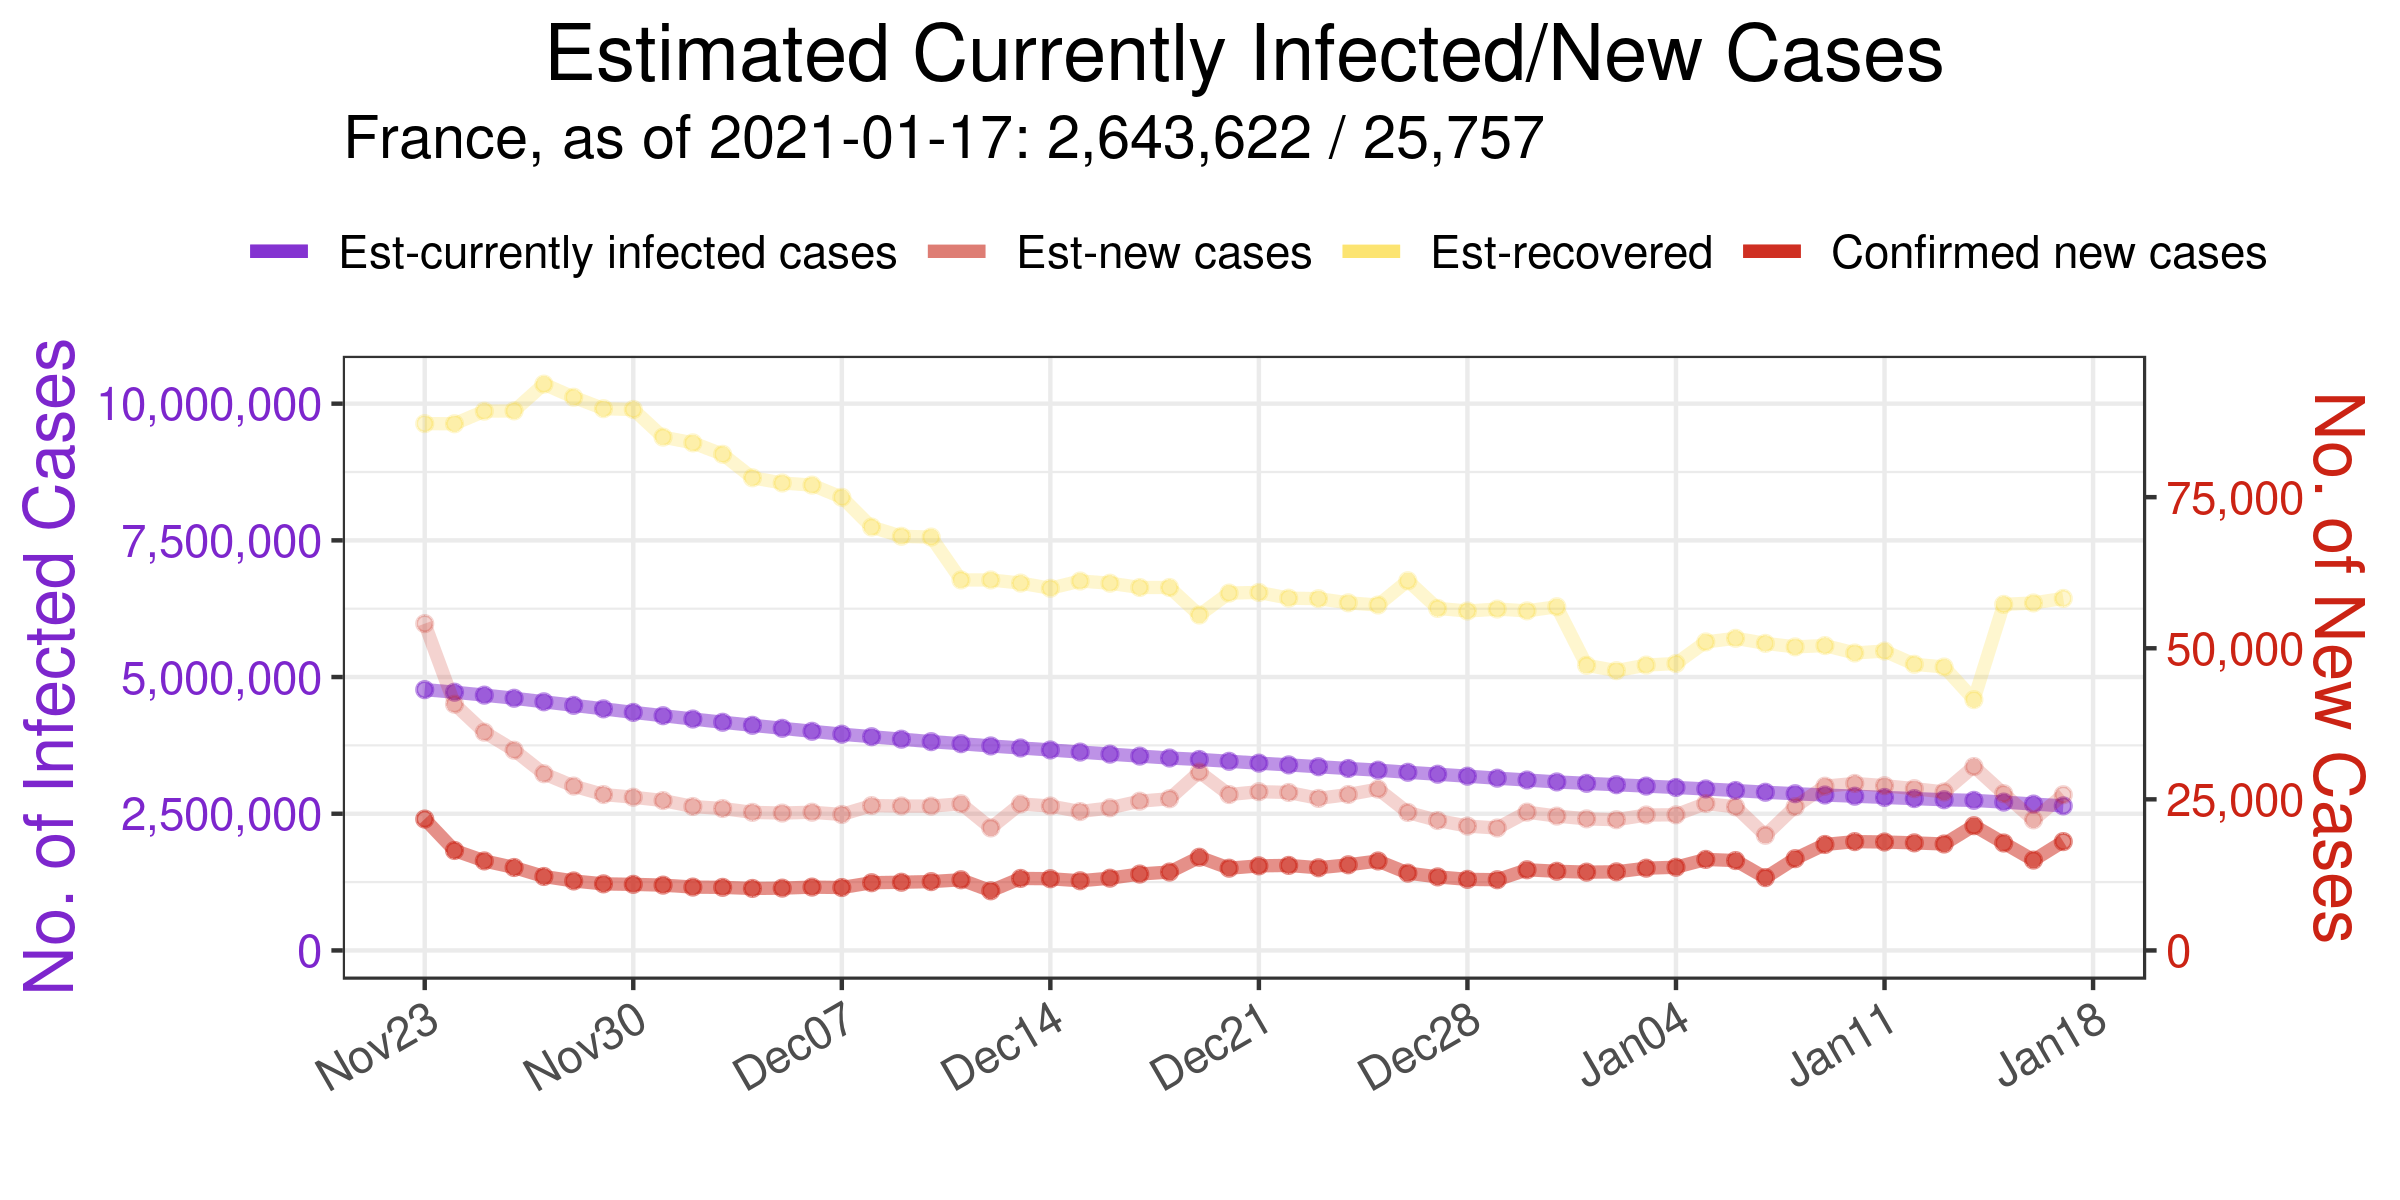 Estimated Currently Infected/New Cases
France, as of 2021-01-17: 2,643,622 / 25,757
Est-currently infected cases Est-new cases Est-recovered Confirmed new cases
No. of Infected Cases
10,000,000
7,500,000
5,000,000
2,500,000
0
75,000
50,000
25,000
0
No. of New Cases
Nov23 Nov30 Dec07 Dec14 Dec21 Dec28 Jan04 Jan11 Jan18